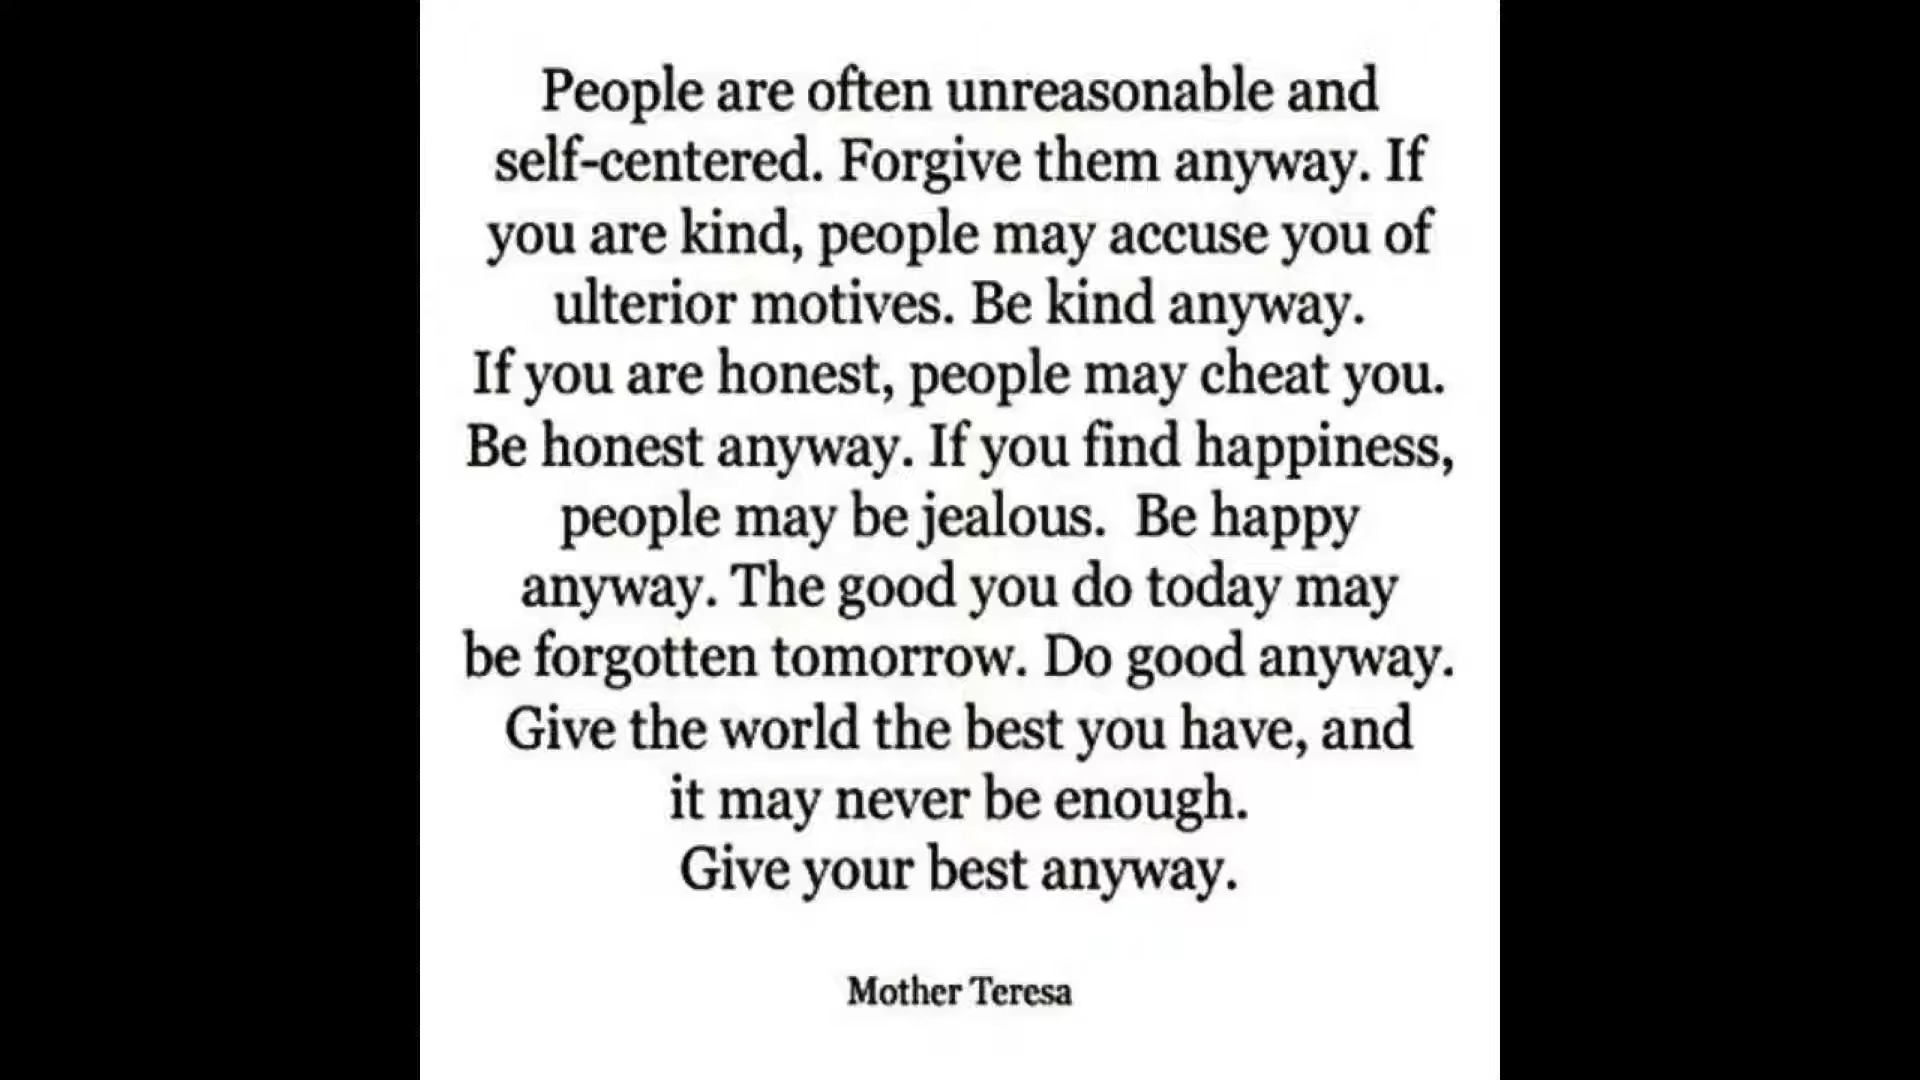 People are often unreasonable and
self-centered. Forgive them anyway. If
you are kind, people may accuse you of
ulterior motives. Be kind anyway.
If you are honest, people may cheat you.
Be honest anyway. If you find happiness,
people may be jealous.  Be happy
anyway. The good you do today may
be forgotten tomorrow. Do good anyway.
Give the world the best you have, and
it may never be enough.
Give your best anyway.
Mother Teresa